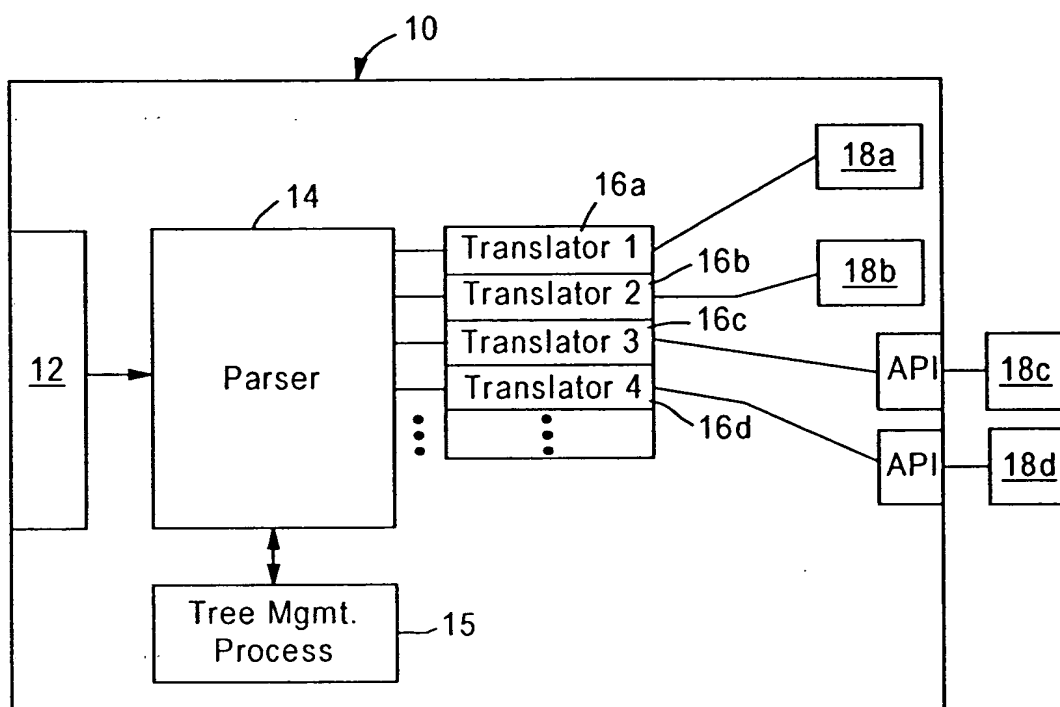 10
18a
14
16a
Translator 1
16b
Translator 2
18b
16c
Translator 3
12
Parser
API
18c
Translator 4
16d
API
18d
Tree Mgmt.
Process
15